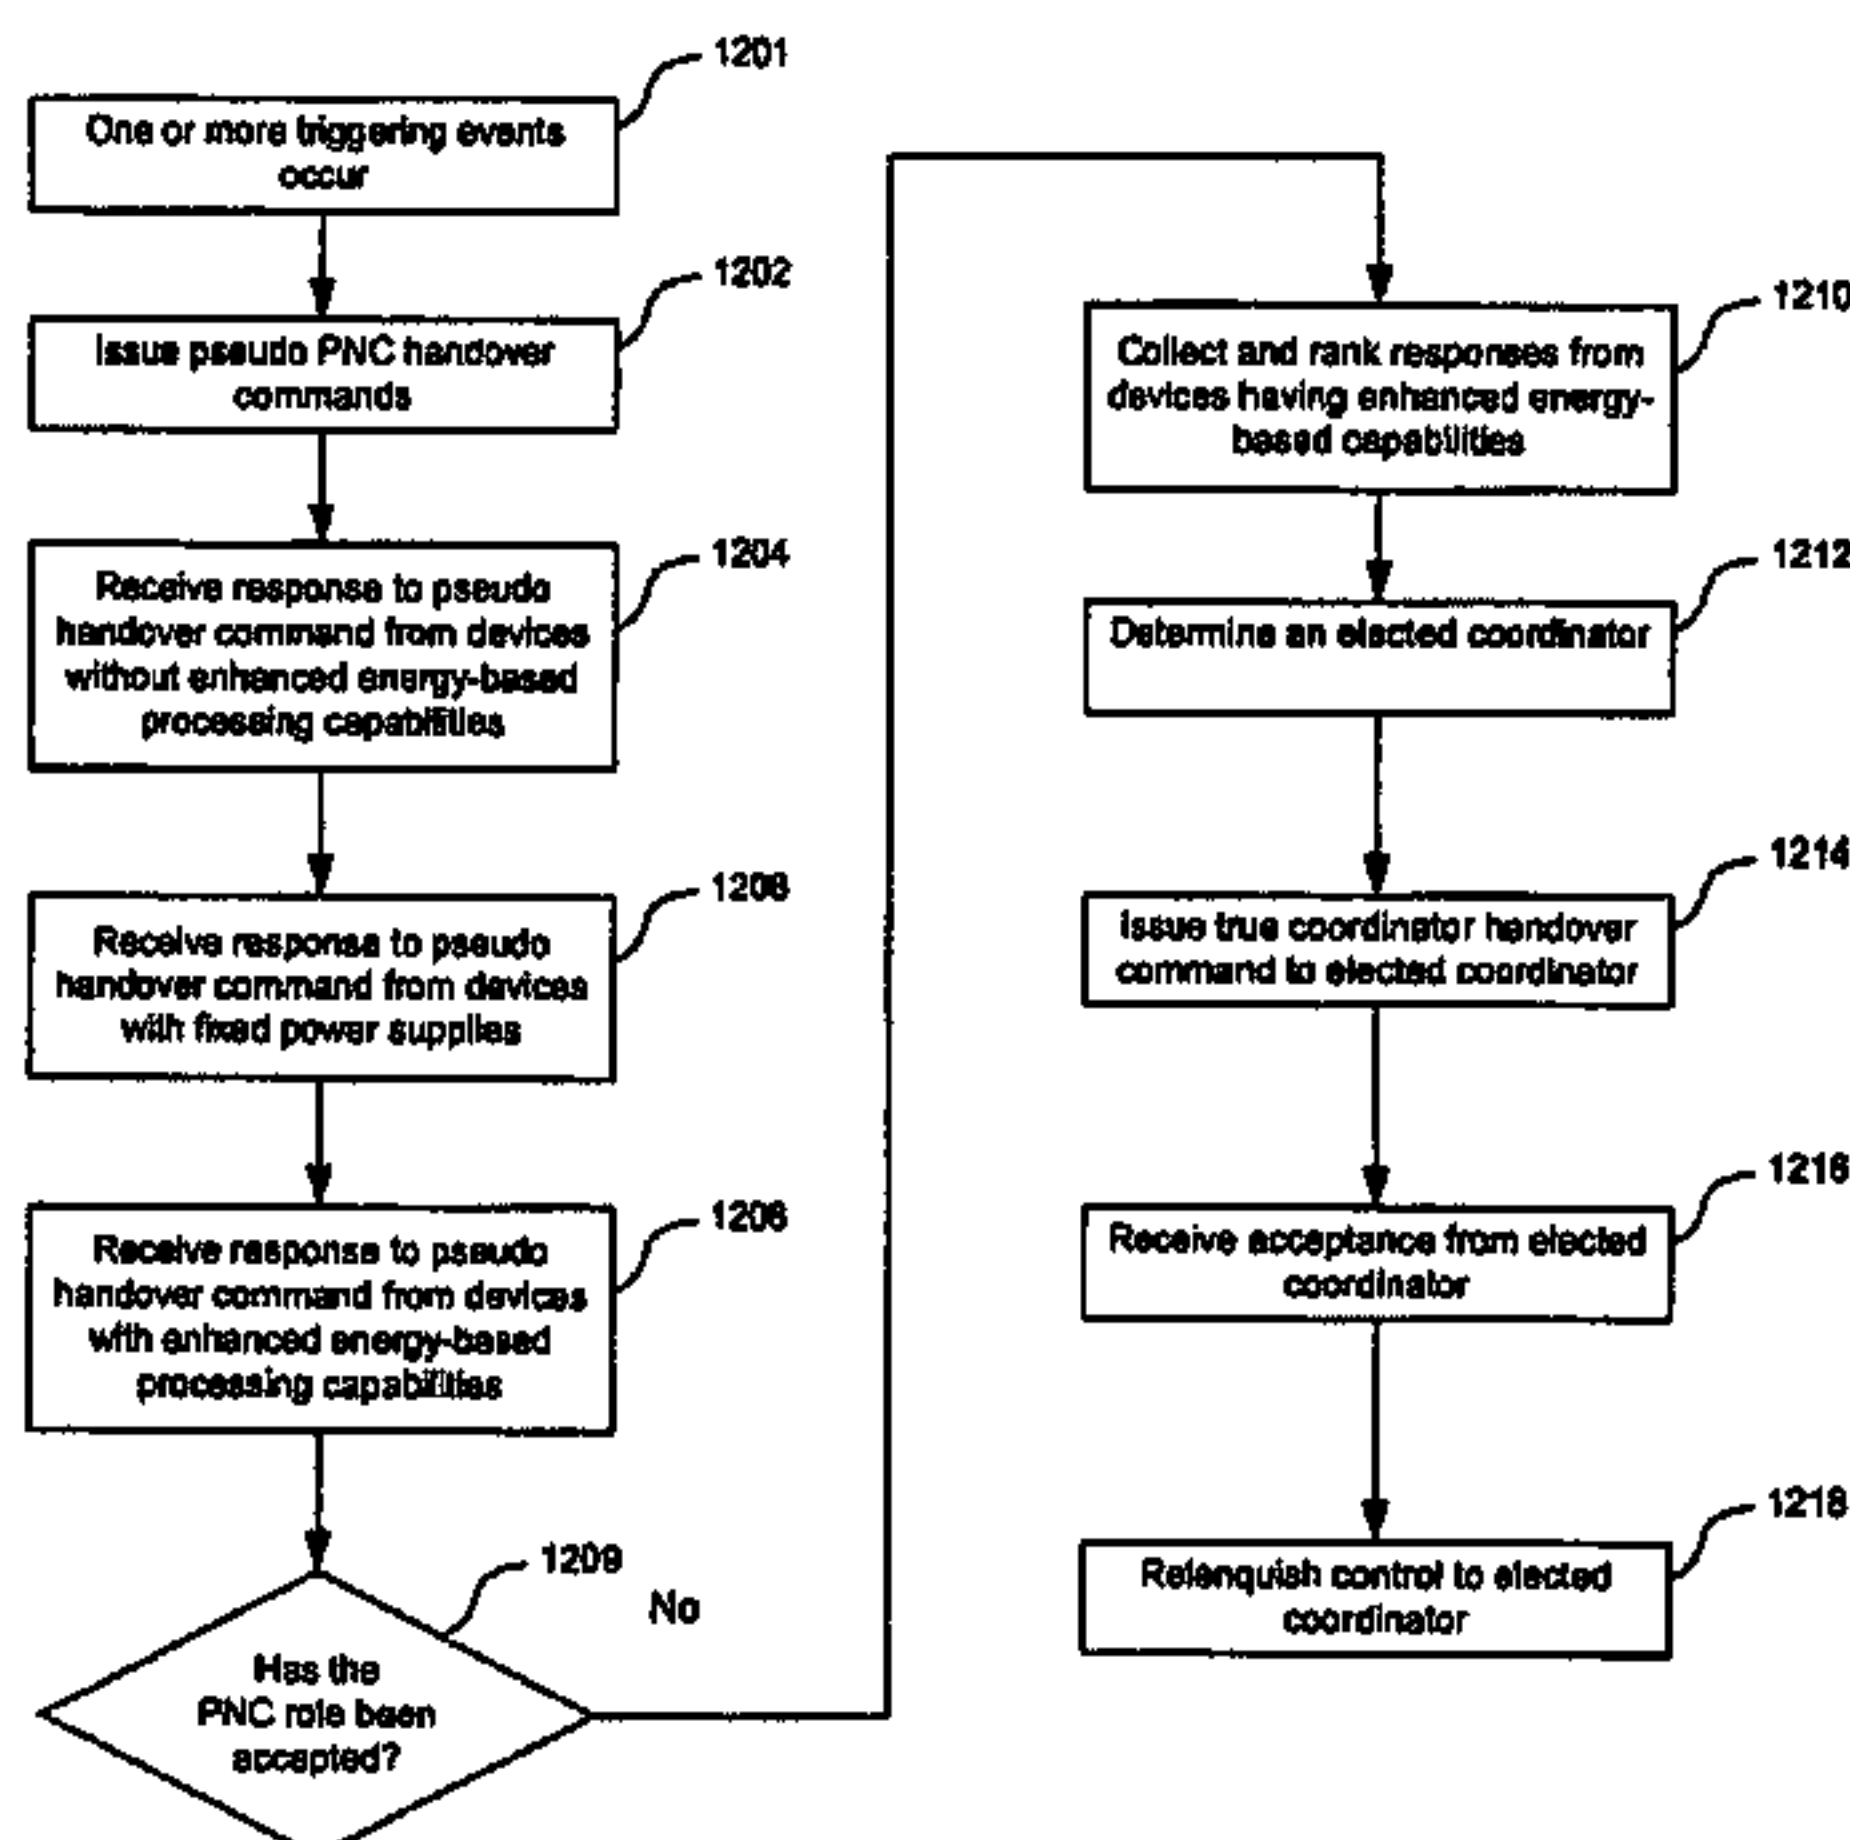 1201
One or more triggering events
occur
1202
Issue pseudo PNC handover
commands
1204
Receive response to pseudo
handover command from devices
without enhanced energy-based
processing capabilities
1208
Receive response to pseudo
handover command from devices
with fixed power supplies
1206
Receive response to pseudo
handover command from devices
with enhanced energy-based
processing capabilities
1209
No
Has the
PNC role been
accepted?
1210
Collect and rank responses from
devices having enhanced energy-
based capabilities
1212
Determine an elected coordinator
1214
Issue true coordinator handover
command to elected coordinator
1216
Receive acceptance from elected
coordinator
1218
Relenquish control to elected
coordinator